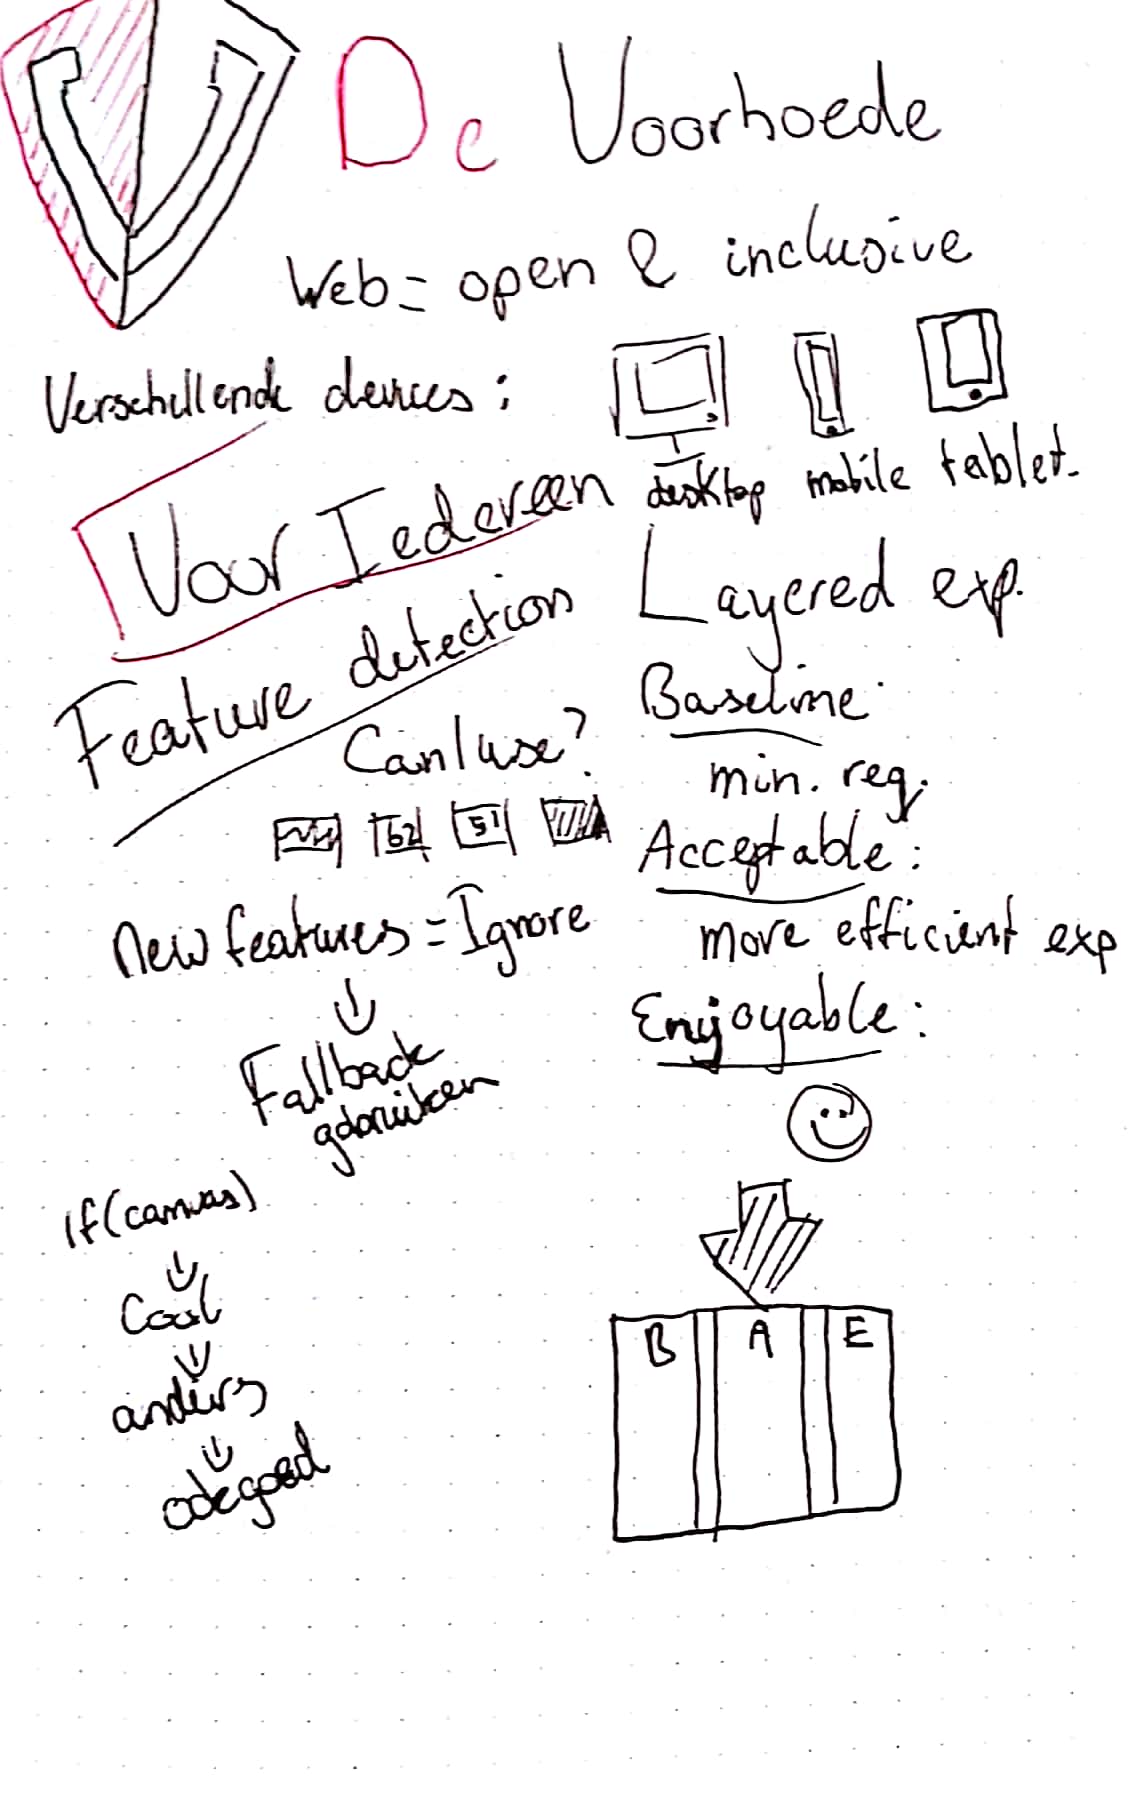 De Voorhoede
Web = open & inclusive
Verschillende devices:
desktop mobile tablet.
Voor Iedereen
Feature detection
Can I use?
62 51
New features = Ignore
Fallback
gebruiken
if(canvas)
Cool
anders
ook goed
Layered exp.
Baseline:
min. req.
Acceptable:
more efficient exp
Enjoyable:
B A E